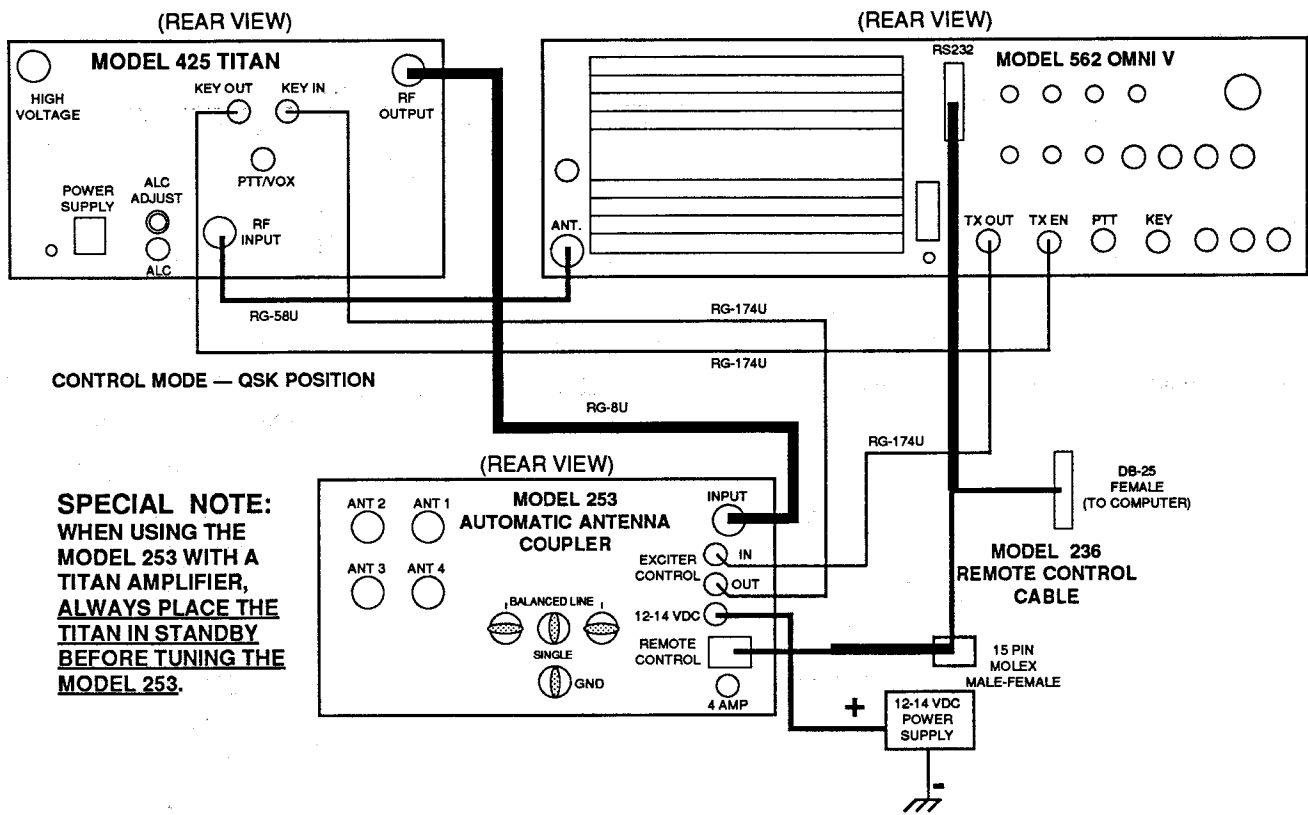 (REAR VIEW)
MODEL 425 TITAN
HIGH
VOLTAGE
KEY OUT
KEY IN
RF
OUTPUT
PTT/VOX
POWER
SUPPLY
ALC
ADJUST
RF
INPUT
ALC
(REAR VIEW)
RS232
MODEL 562 OMNI V
ANT.
TX OUT
TX EN
PTT
KEY
RG-58U
RG-174U
RG-174U
CONTROL MODE — QSK POSITION
RG-8U
RG-174U
(REAR VIEW)
ANT 2
ANT 1
MODEL 253
AUTOMATIC ANTENNA
COUPLER
INPUT
ANT 3
ANT 4
EXCITER
CONTROL
IN
OUT
BALANCED LINE
12-14 VDC
SINGLE
REMOTE
CONTROL
GND
4 AMP
DB-25
FEMALE
(TO COMPUTER)
MODEL 236
REMOTE CONTROL
CABLE
15 PIN
MOLEX
MALE-FEMALE
+
12-14 VDC
POWER
SUPPLY
-
SPECIAL NOTE:
WHEN USING THE
MODEL 253 WITH A
TITAN AMPLIFIER,
ALWAYS PLACE THE
TITAN IN STANDBY
BEFORE TUNING THE
MODEL 253.